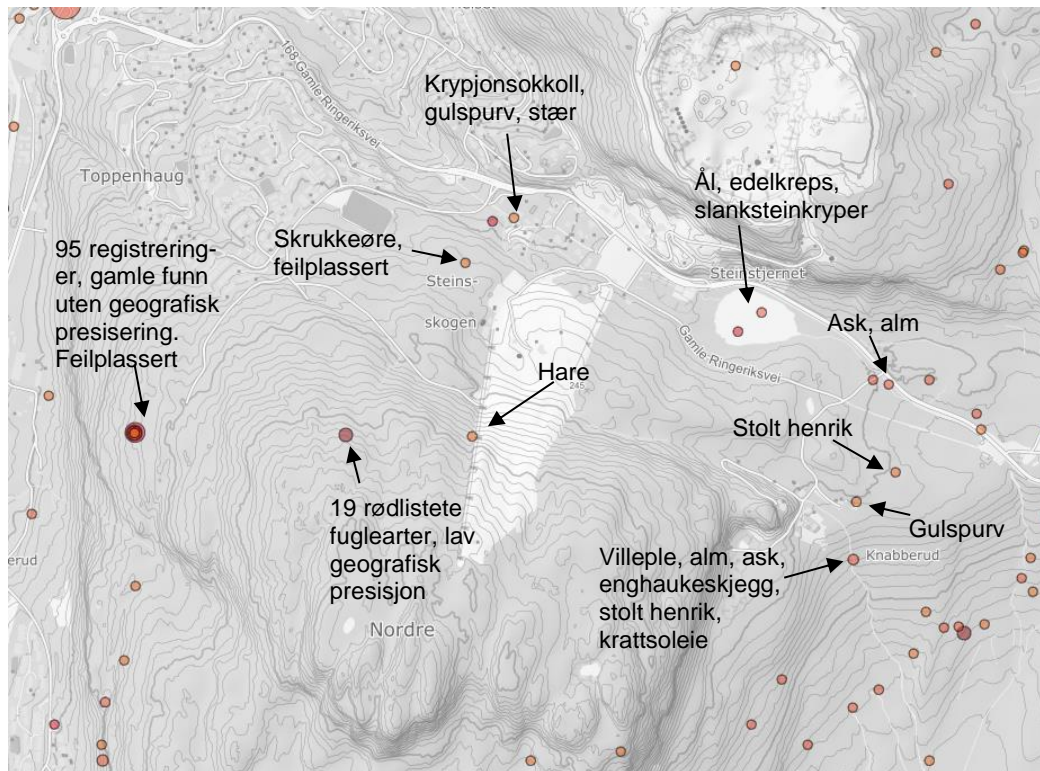 168 Gamle Ringeriksvei
Krypjonsokkoll,
gulspurv, stær
Toppenhaug
Ål, edelkreps,
slanksteinkryper
95 registrering-
er, gamle funn
uten geografisk
presisering.
Feilplassert
Skrukkeøre,
feilplassert
Steins-
skogen
Steinstjernet
Gamle Ringeriksvei
Ask, alm
Hare
245
Stolt henrik
19 rødlistete
fuglearter, lav
geografisk
presisjon
Gulspurv
Villeple, alm, ask,
enghaukeskjegg,
stolt henrik,
krattsoleie
Knabberud
erud
Nordre